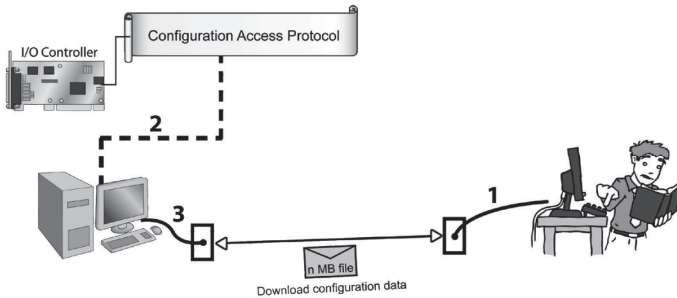 Configuration Access Protocol
I/O Controller
2
1
3
n MB file
Download configuration data